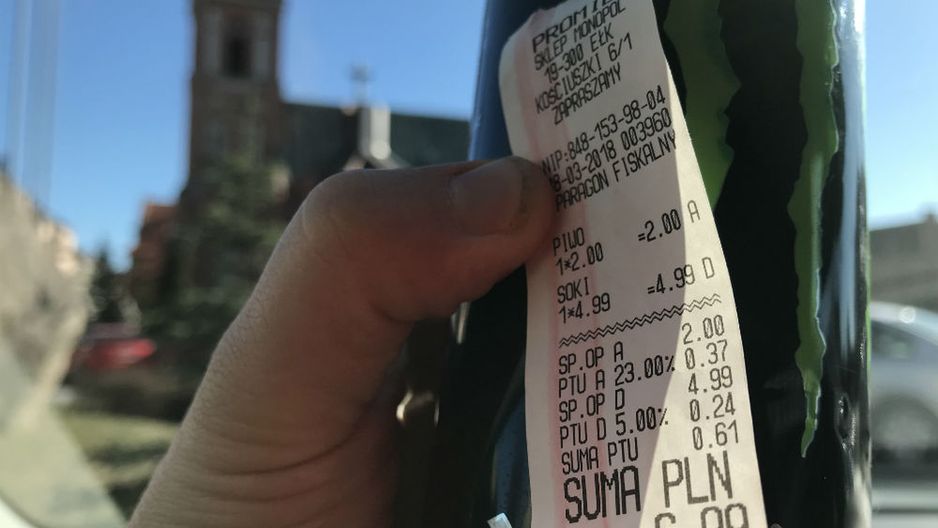 SKLEP MONOPOL
19-300 EŁK
KOŚCIUSZKI 6/1
ZAPRASZAMY
NIP:848-153-98-04
8-03-2018 003960
PARAGON FISKALNY
PIWO
1*2.00 =2.00 A
SOKI
1*4.99 =4.99 D
SP.OP A 2.00
PTU A 23.00% 0.37
SP.OP D 4.99
PTU D 5.00% 0.24
SUMA PTU 0.61
SUMA PLN